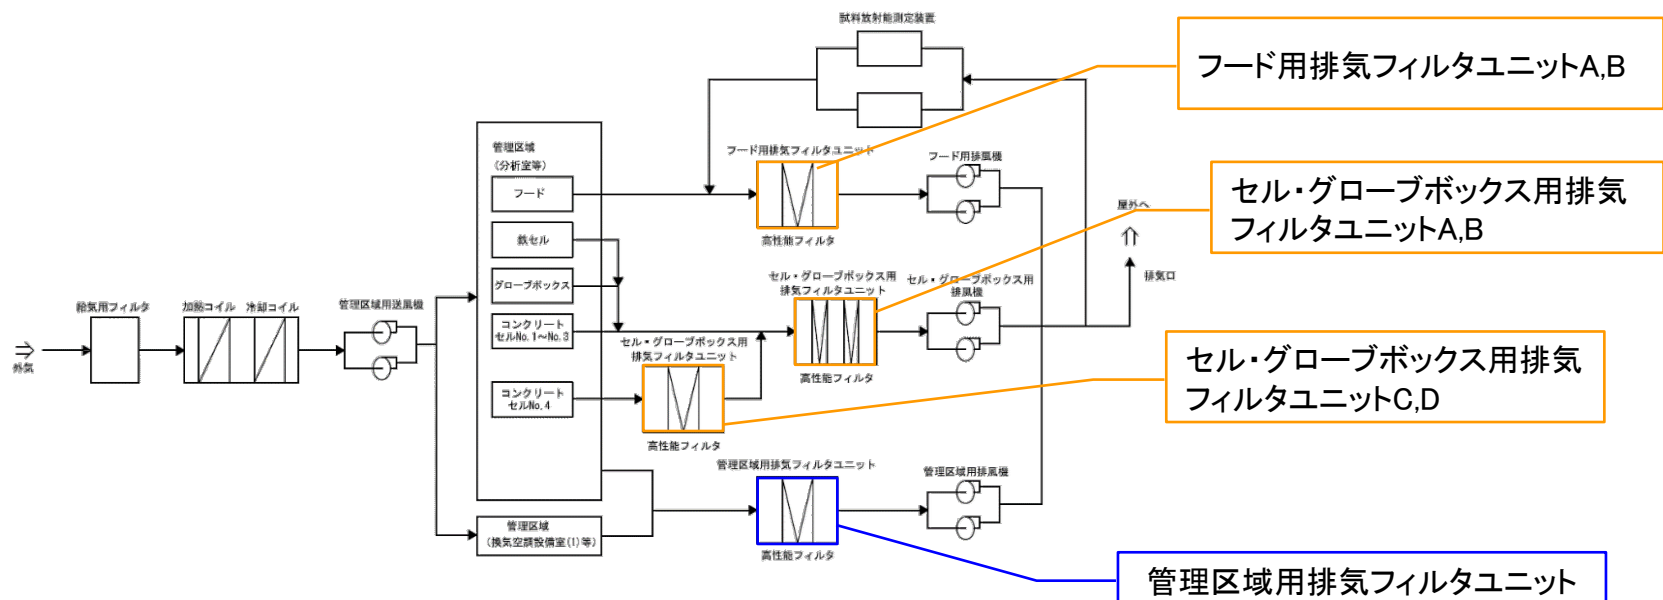 試料放射能測定装置
フード用排気フィルタユニットA,B
管理区域
(分析室等)
フード
鉄セル
グローブボックス
コンクリート
セルNo.1～No.3
コンクリート
セルNo.4
フード用排気フィルタユニット
高性能フィルタ
フード用排風機
セル・グローブボックス用排気
フィルタユニットA,B
屋外へ
排気口
セル・グローブボックス用
排気フィルタユニット
高性能フィルタ
セル・グローブボックス用
排風機
給気用フィルタ
加熱コイル
冷却コイル
管理区域用送風機
外気
セル・グローブボックス用
排気フィルタユニット
高性能フィルタ
セル・グローブボックス用排気
フィルタユニットC,D
管理区域用排気フィルタユニット
高性能フィルタ
管理区域用排風機
管理区域
(換気空調設備室(1)等)
管理区域用排気フィルタユニット